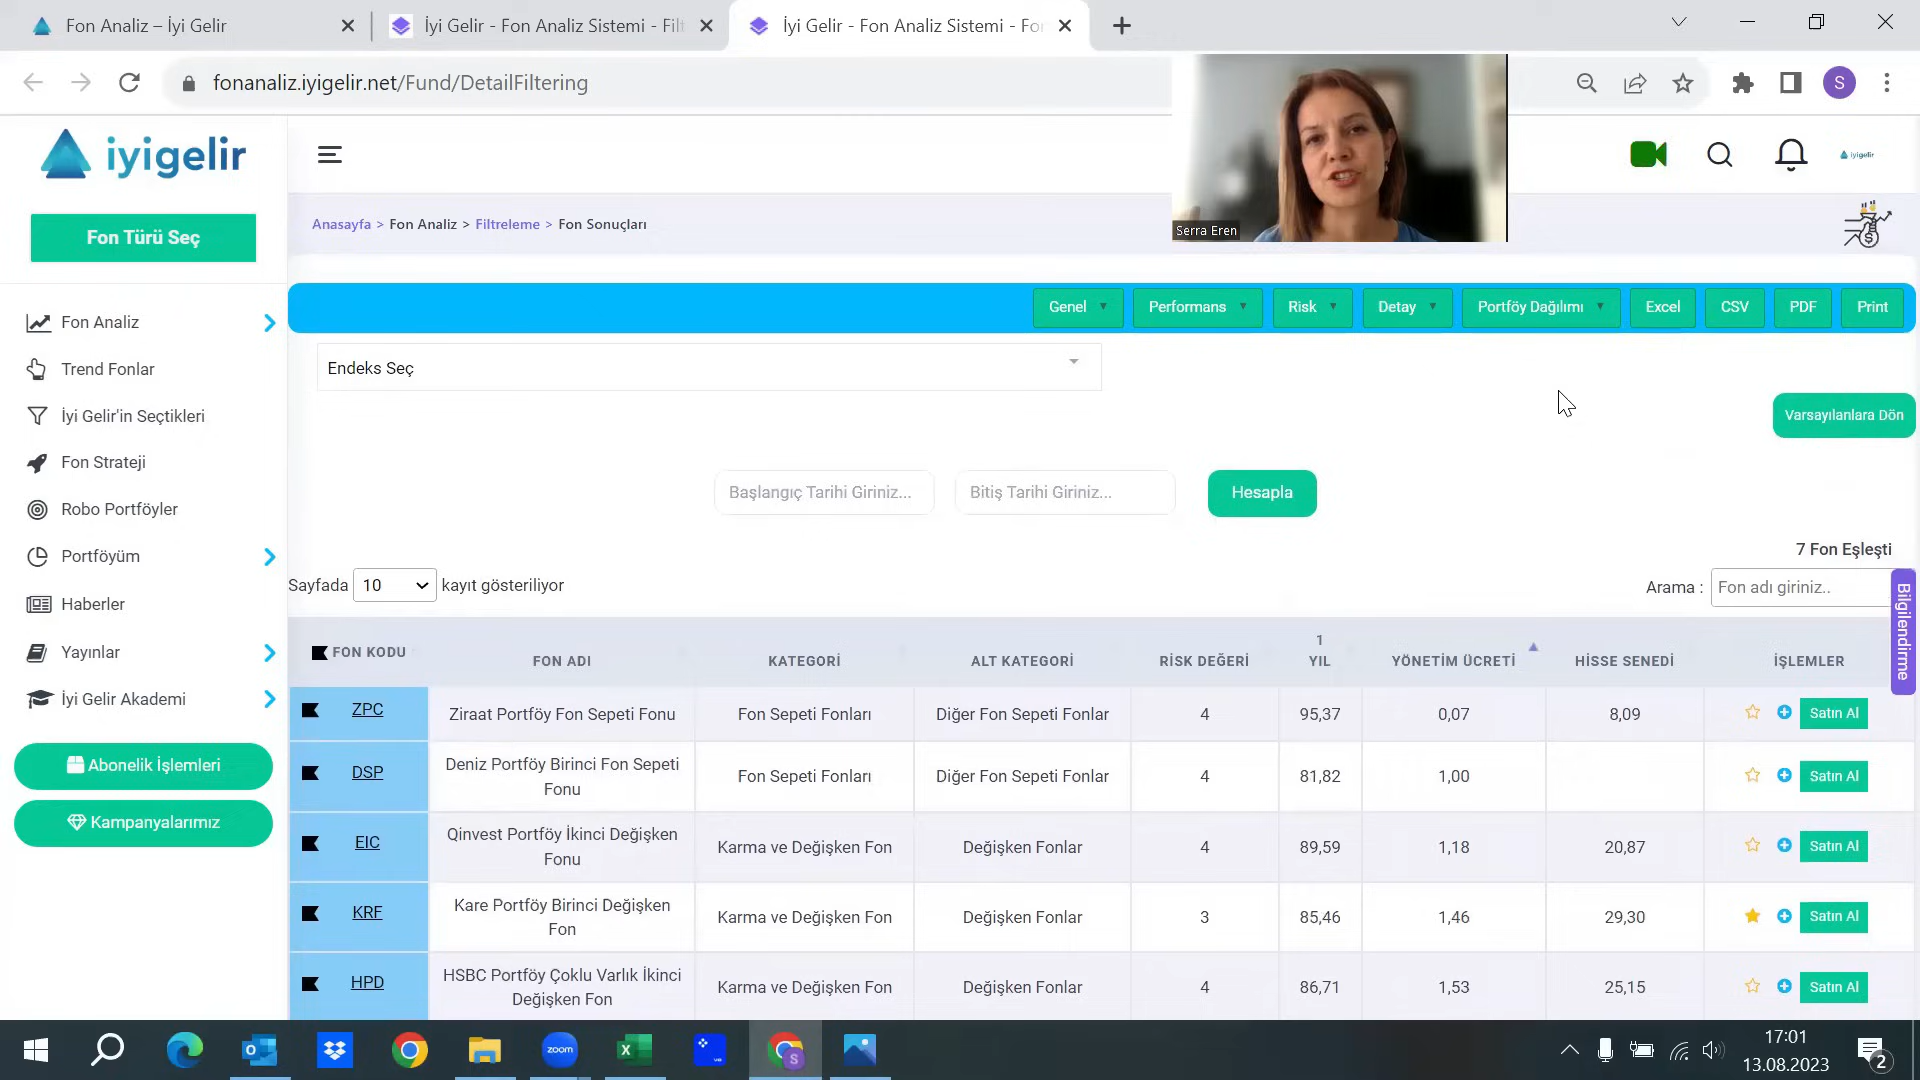 Fon Analiz – İyi Gelir
İyi Gelir - Fon Analiz Sistemi - Filt
İyi Gelir - Fon Analiz Sistemi - Fon
fonanaliz.iyigelir.net/Fund/DetailFiltering
S
iyigelir
iyigelir
Serra Eren
Anasayfa > Fon Analiz > Filtreleme > Fon Sonuçları
Fon Türü Seç
Fon Analiz
Trend Fonlar
İyi Gelir'in Seçtikleri
Fon Strateji
Robo Portföyler
Portföyüm
Haberler
Yayınlar
İyi Gelir Akademi
Abonelik İşlemleri
Kampanyalarımız
Genel Performans Risk Detay Portföy Dağılımı Excel CSV PDF Print
Endeks Seç
Varsayılanlara Dön
Başlangıç Tarihi Giriniz... Bitiş Tarihi Giriniz... Hesapla
7 Fon Eşleşti
Sayfada 10 kayıt gösteriliyor
Arama : Fon adı giriniz..
Bilgilendirme
FON KODU FON ADI KATEGORİ ALT KATEGORİ RİSK DEĞERİ 1 YIL YÖNETİM ÜCRETİ HİSSE SENEDİ İŞLEMLER
ZPC Ziraat Portföy Fon Sepeti Fonu Fon Sepeti Fonları Diğer Fon Sepeti Fonlar 4 95,37 0,07 8,09 Satın Al
DSP Deniz Portföy Birinci Fon Sepeti Fonu Fon Sepeti Fonları Diğer Fon Sepeti Fonlar 4 81,82 1,00 Satın Al
EIC Qinvest Portföy İkinci Değişken Fonu Karma ve Değişken Fon Değişken Fonlar 4 89,59 1,18 20,87 Satın Al
KRF Kare Portföy Birinci Değişken Fon Karma ve Değişken Fon Değişken Fonlar 3 85,46 1,46 29,30 Satın Al
HPD HSBC Portföy Çoklu Varlık İkinci Değişken Fon Karma ve Değişken Fon Değişken Fonlar 4 86,71 1,53 25,15 Satın Al
zoom
S
17:01
13.08.2023
2